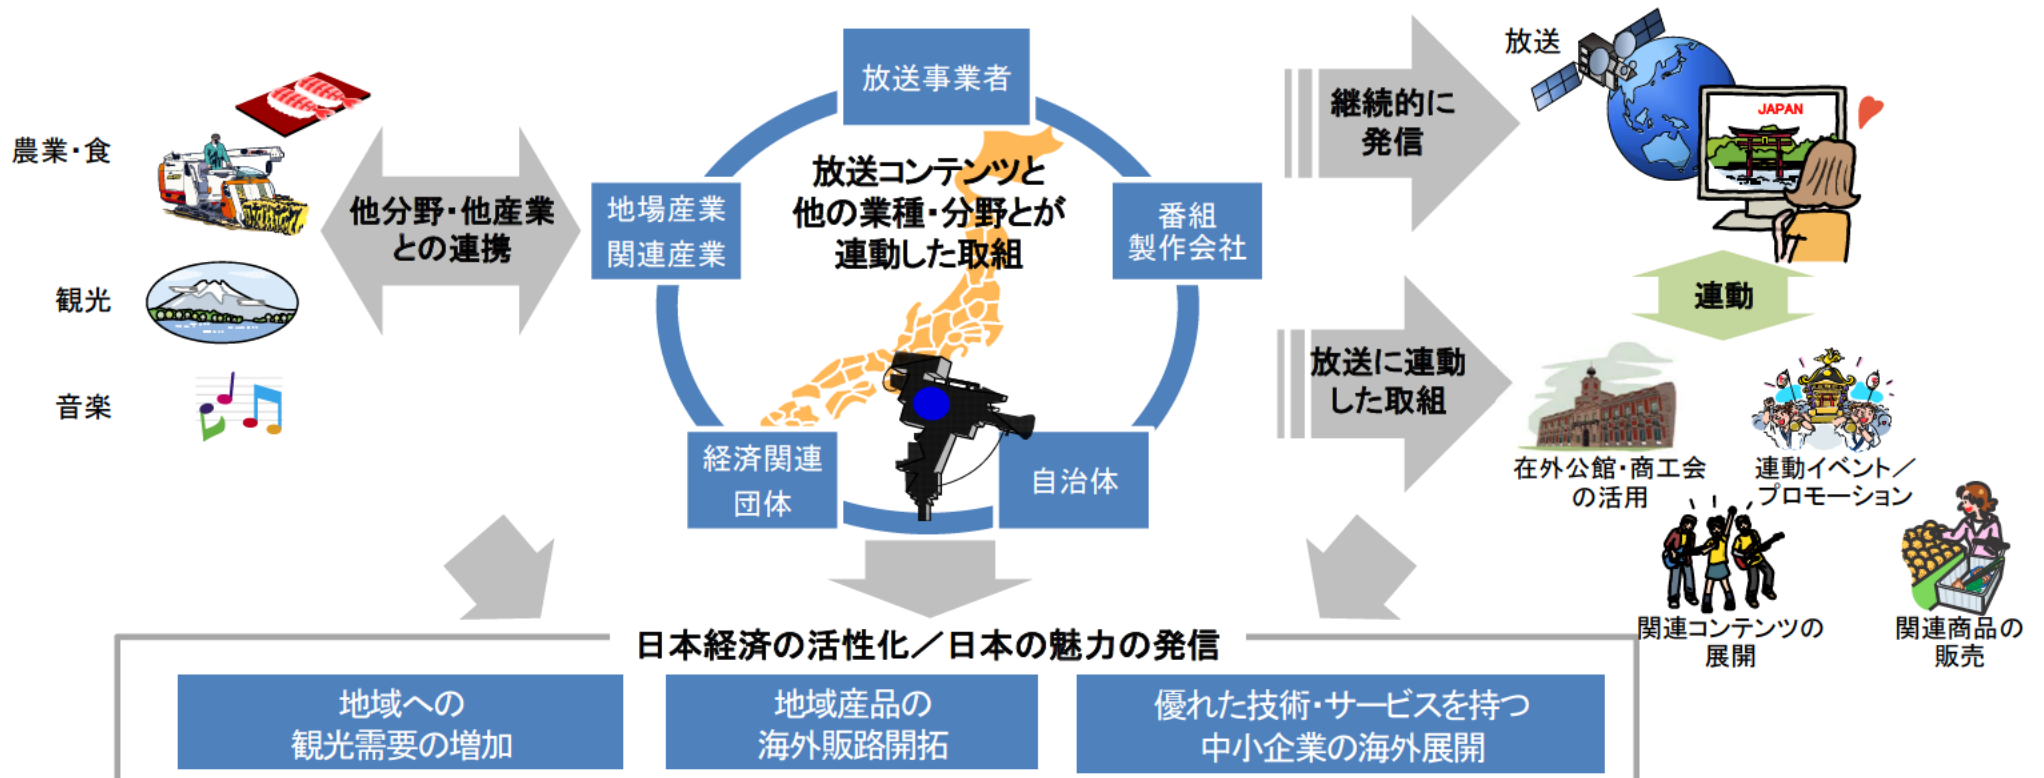 農業・食
観光
音楽
他分野・他産業
との連携
放送事業者
地場産業
関連産業
番組
製作会社
経済関連
団体
自治体
放送コンテンツと
他の業種・分野とが
連動した取組
継続的に
発信
放送に連動
した取組
放送
JAPAN
連動
在外公館・商工会
の活用
連動イベント／
プロモーション
関連コンテンツの
展開
関連商品の
販売
日本経済の活性化／日本の魅力の発信
地域への
観光需要の増加
地域産品の
海外販路開拓
優れた技術・サービスを持つ
中小企業の海外展開